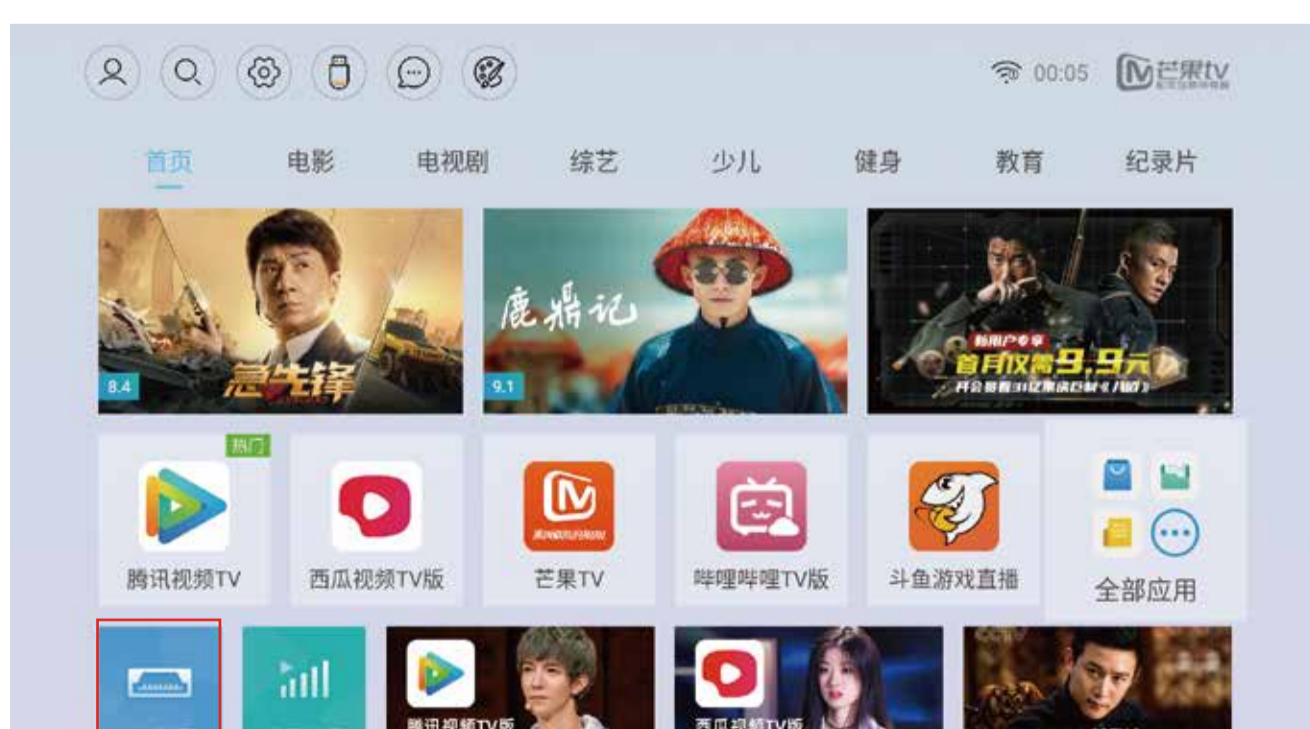 00:05
芒果tv
首页
电影
电视剧
综艺
少儿
健身
教育
纪录片
急先锋
8.4
鹿鼎记
9.1
新用户专享
首月仅需9.9元
热门
腾讯视频TV
西瓜视频TV版
芒果TV
哔哩哔哩TV版
斗鱼游戏直播
全部应用
腾讯视频TV版
西瓜视频TV版
CCTV